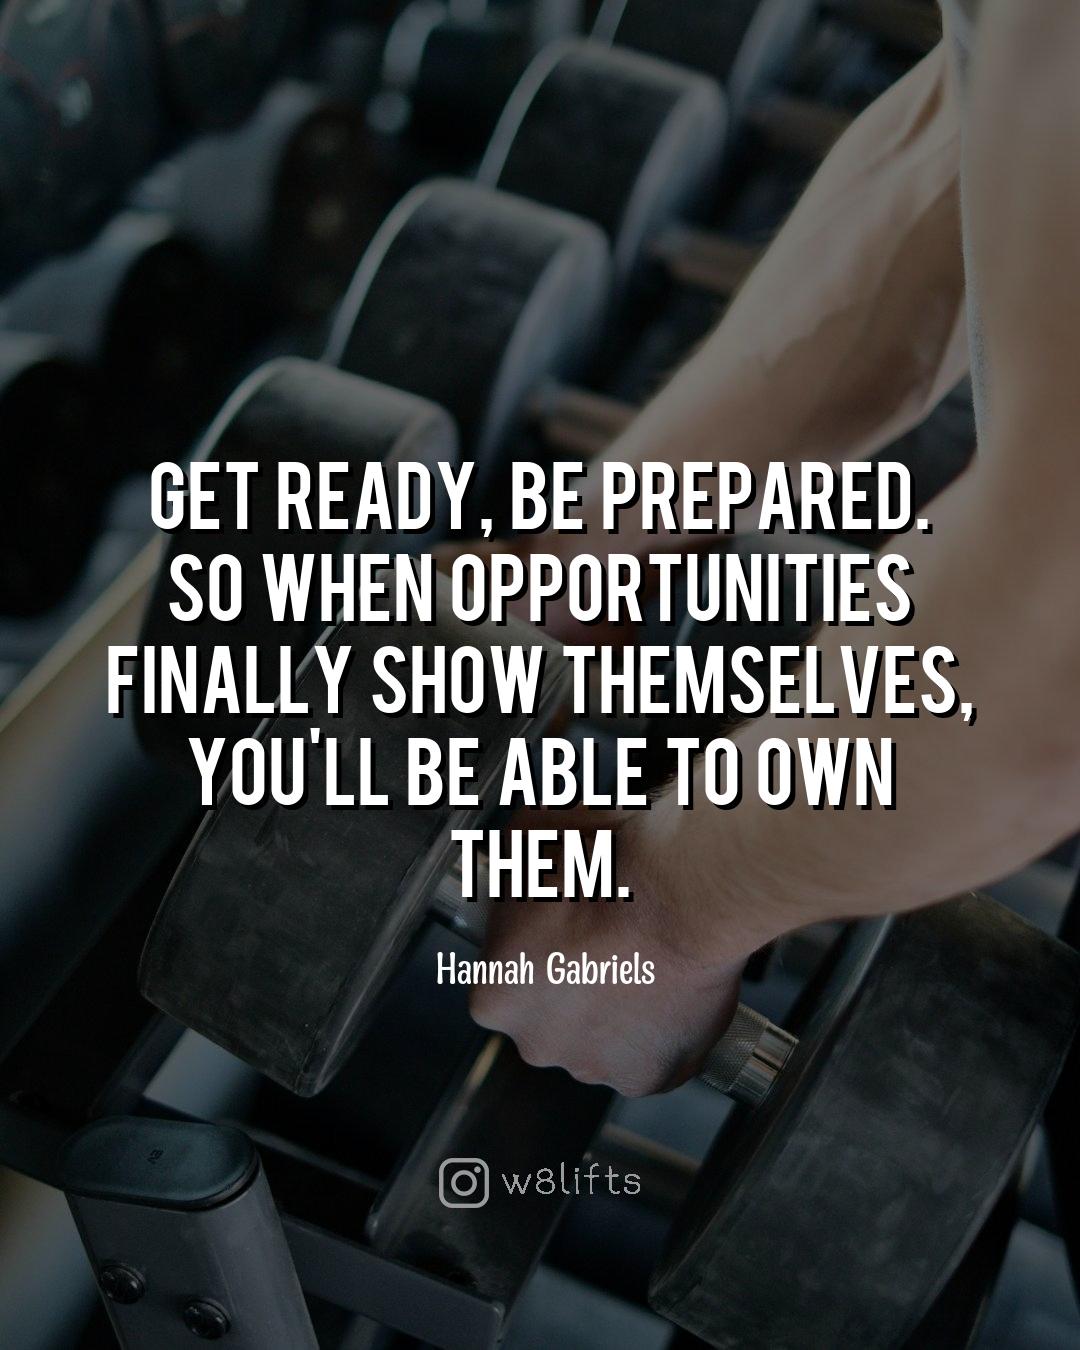 GET READY, BE PREPARED.
SO WHEN OPPORTUNITIES
FINALLY SHOW THEMSELVES,
YOU'LL BE ABLE TO OWN
THEM.
Hannah Gabriels
w8lifts